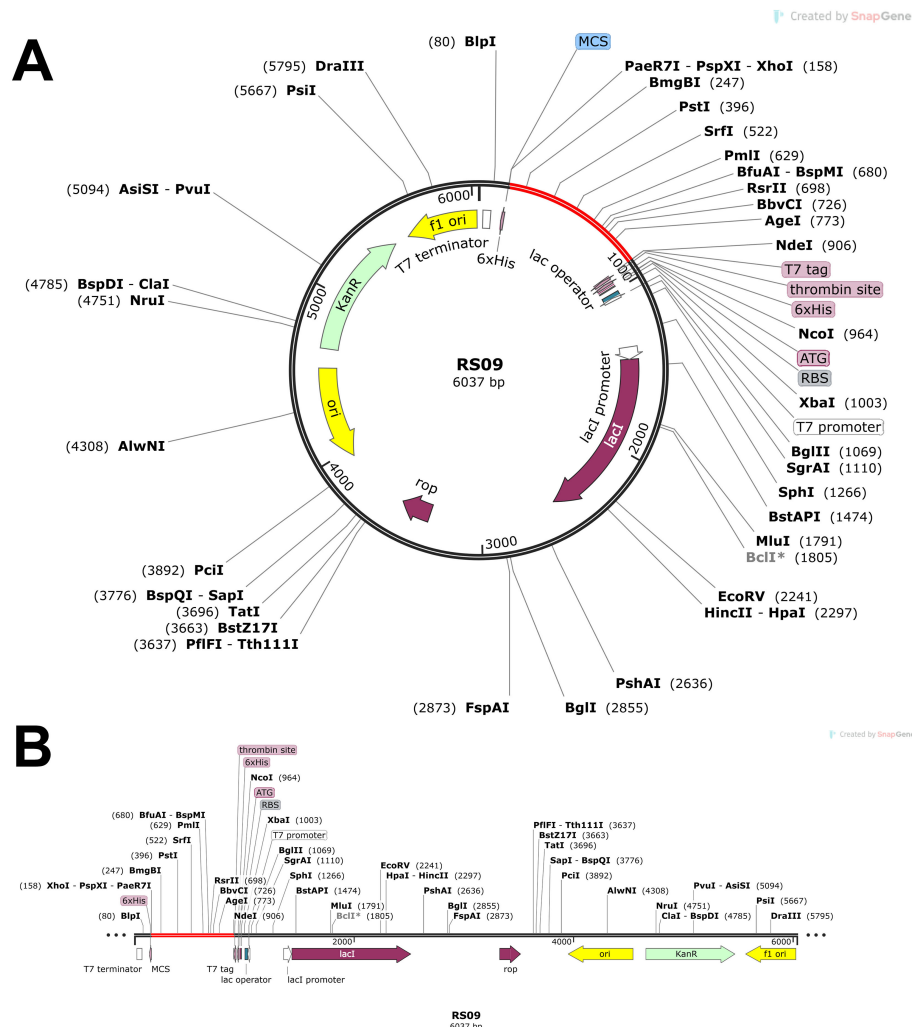 Created by SnapGene
A
(80) BlpI
MCS
(5795) DraIII
(5667) PsiI
PaeR7I - PspXI - XhoI (158)
BmgBI (247)
PstI (396)
SrfI (522)
PmlI (629)
BfuAI - BspMI (680)
RsrII (698)
BbvCI (726)
AgeI (773)
NdeI (906)
T7 tag
thrombin site
6xHis
NcoI (964)
ATG
RBS
XbaI (1003)
T7 promoter
BglII (1069)
SgrAI (1110)
SphI (1266)
BstAPI (1474)
MluI (1791)
BclI* (1805)
EcoRV (2241)
HincII - HpaI (2297)
PshAI (2636)
BglI (2855)
(2873) FspAI
(5094) AsiSI - PvuI
(4785) BspDI - ClaI
(4751) NruI
(4308) AlwNI
(3892) PciI
(3776) BspQI - SapI
(3696) TatI
(3663) BstZ17I
(3637) PflFI - Tth111I
6000
1000
2000
3000
4000
5000
f1 ori
T7 terminator
6xHis
lac operator
KanR
lacI promoter
lacI
ori
rop
RS09
6037 bp
B
Created by SnapGene
thrombin site
6xHis
NcoI (964)
ATG
RBS
(680) BfuAI - BspMI
XbaI (1003)
PflFI - Tth111I (3637)
(629) PmlI
T7 promoter
BstZ17I (3663)
(522) SrfI
BglII (1069)
TatI (3696)
(396) PstI
SgrAI (1110)
EcoRV (2241)
SapI - BspQI (3776)
(247) BmgBI
SphI (1266)
HpaI - HincII (2297)
PciI (3892)
(158) XhoI - PspXI - PaeR7I
RsrII (698)
BbvCI (726)
BstAPI (1474)
PshAI (2636)
AlwNI (4308)
PvuI - AsiSI (5094)
6xHis
AgeI (773)
MluI (1791)
BglI (2855)
NruI (4751)
PsiI (5667)
(80) BlpI
NdeI (906)
BclI* (1805)
FspAI (2873)
ClaI - BspDI (4785)
DraIII (5795)
2000
4000
6000
lacI
rop
ori
KanR
f1 ori
T7 terminator
MCS
T7 tag
lac operator
lacI promoter
RS09
6037 bp